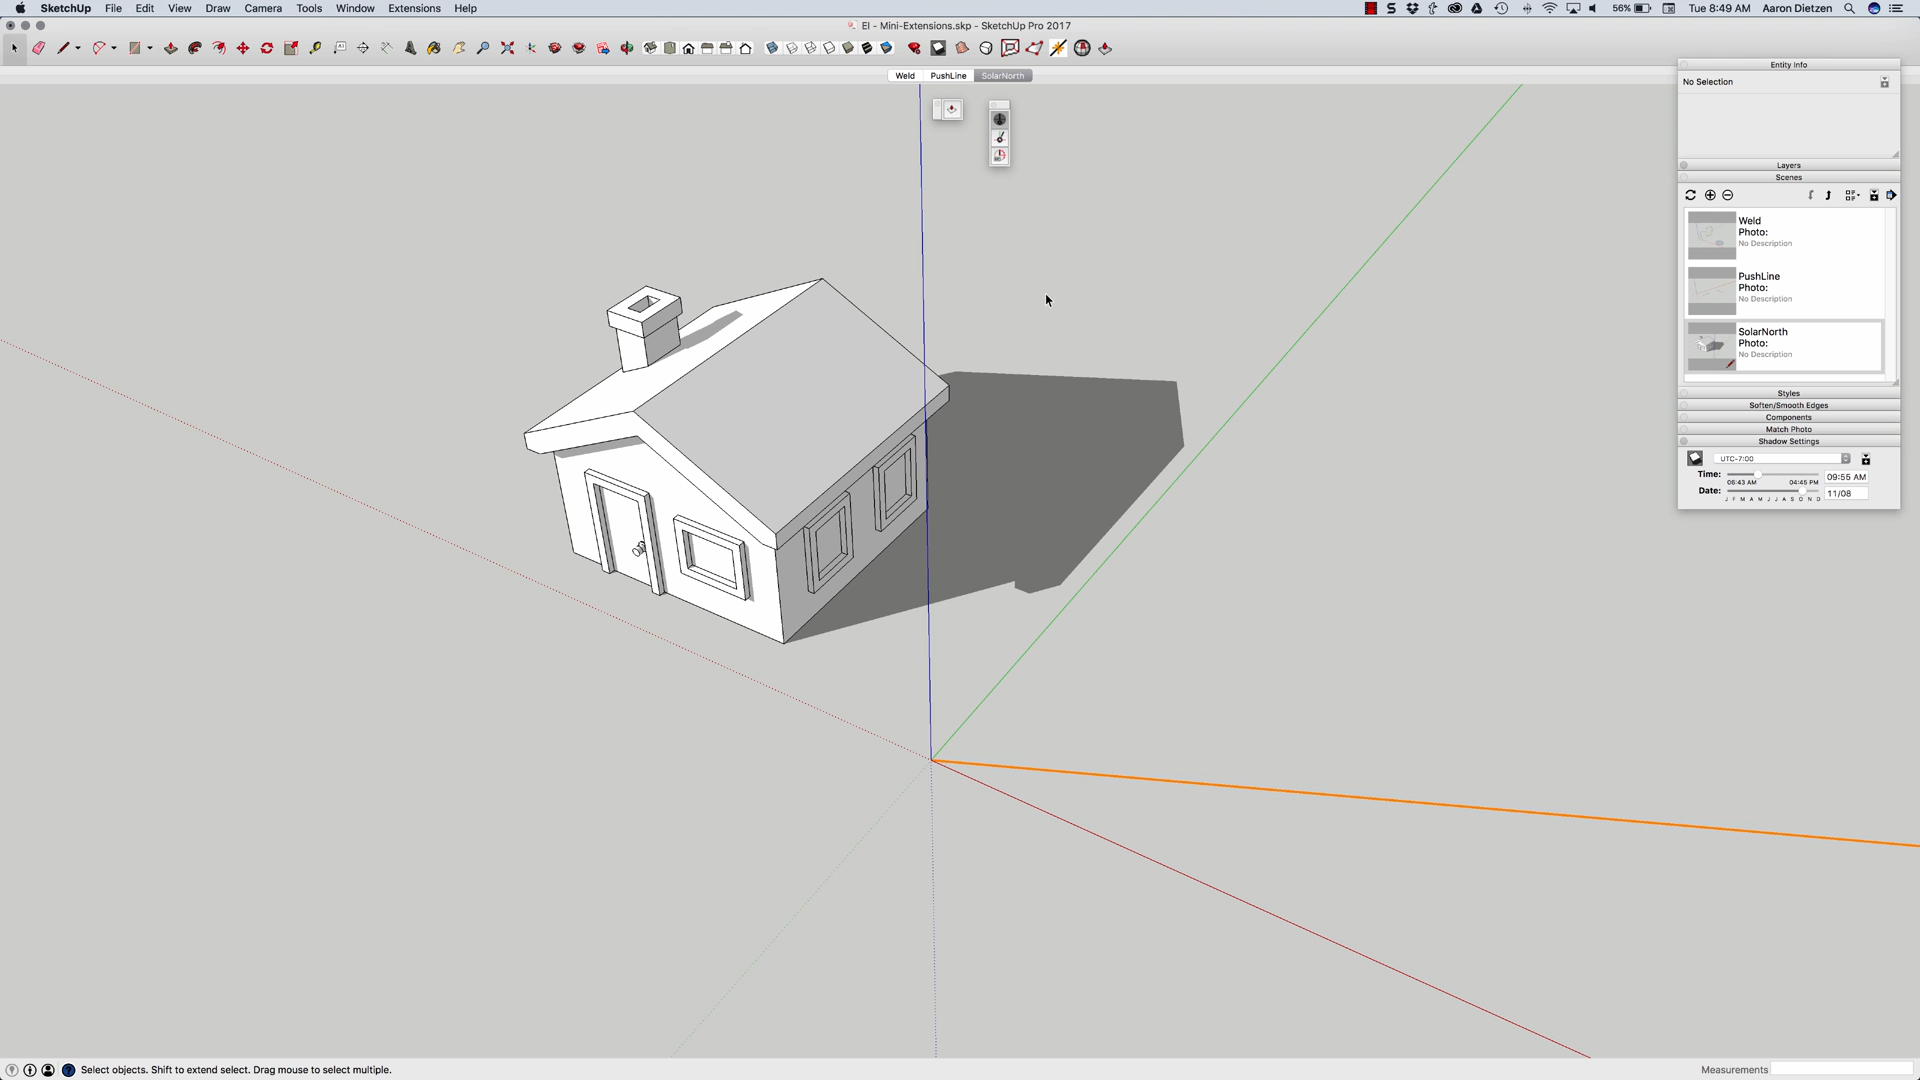 SketchUp File Edit View Draw Camera Tools Window Extensions Help
56% Tue 8:49 AM Aaron Dietzen
EI - Mini-Extensions.skp - SketchUp Pro 2017
Weld PushLine SolarNorth
Entity Info
No Selection
Layers
Scenes
Weld
Photo:
No Description
PushLine
Photo:
No Description
SolarNorth
Photo:
No Description
Styles
Soften/Smooth Edges
Components
Match Photo
Shadow Settings
UTC-7:00
Time: 09:55 AM
06:43 AM 04:45 PM
Date: 11/08
J F M A M J J A S O N D
Select objects. Shift to extend select. Drag mouse to select multiple.
Measurements